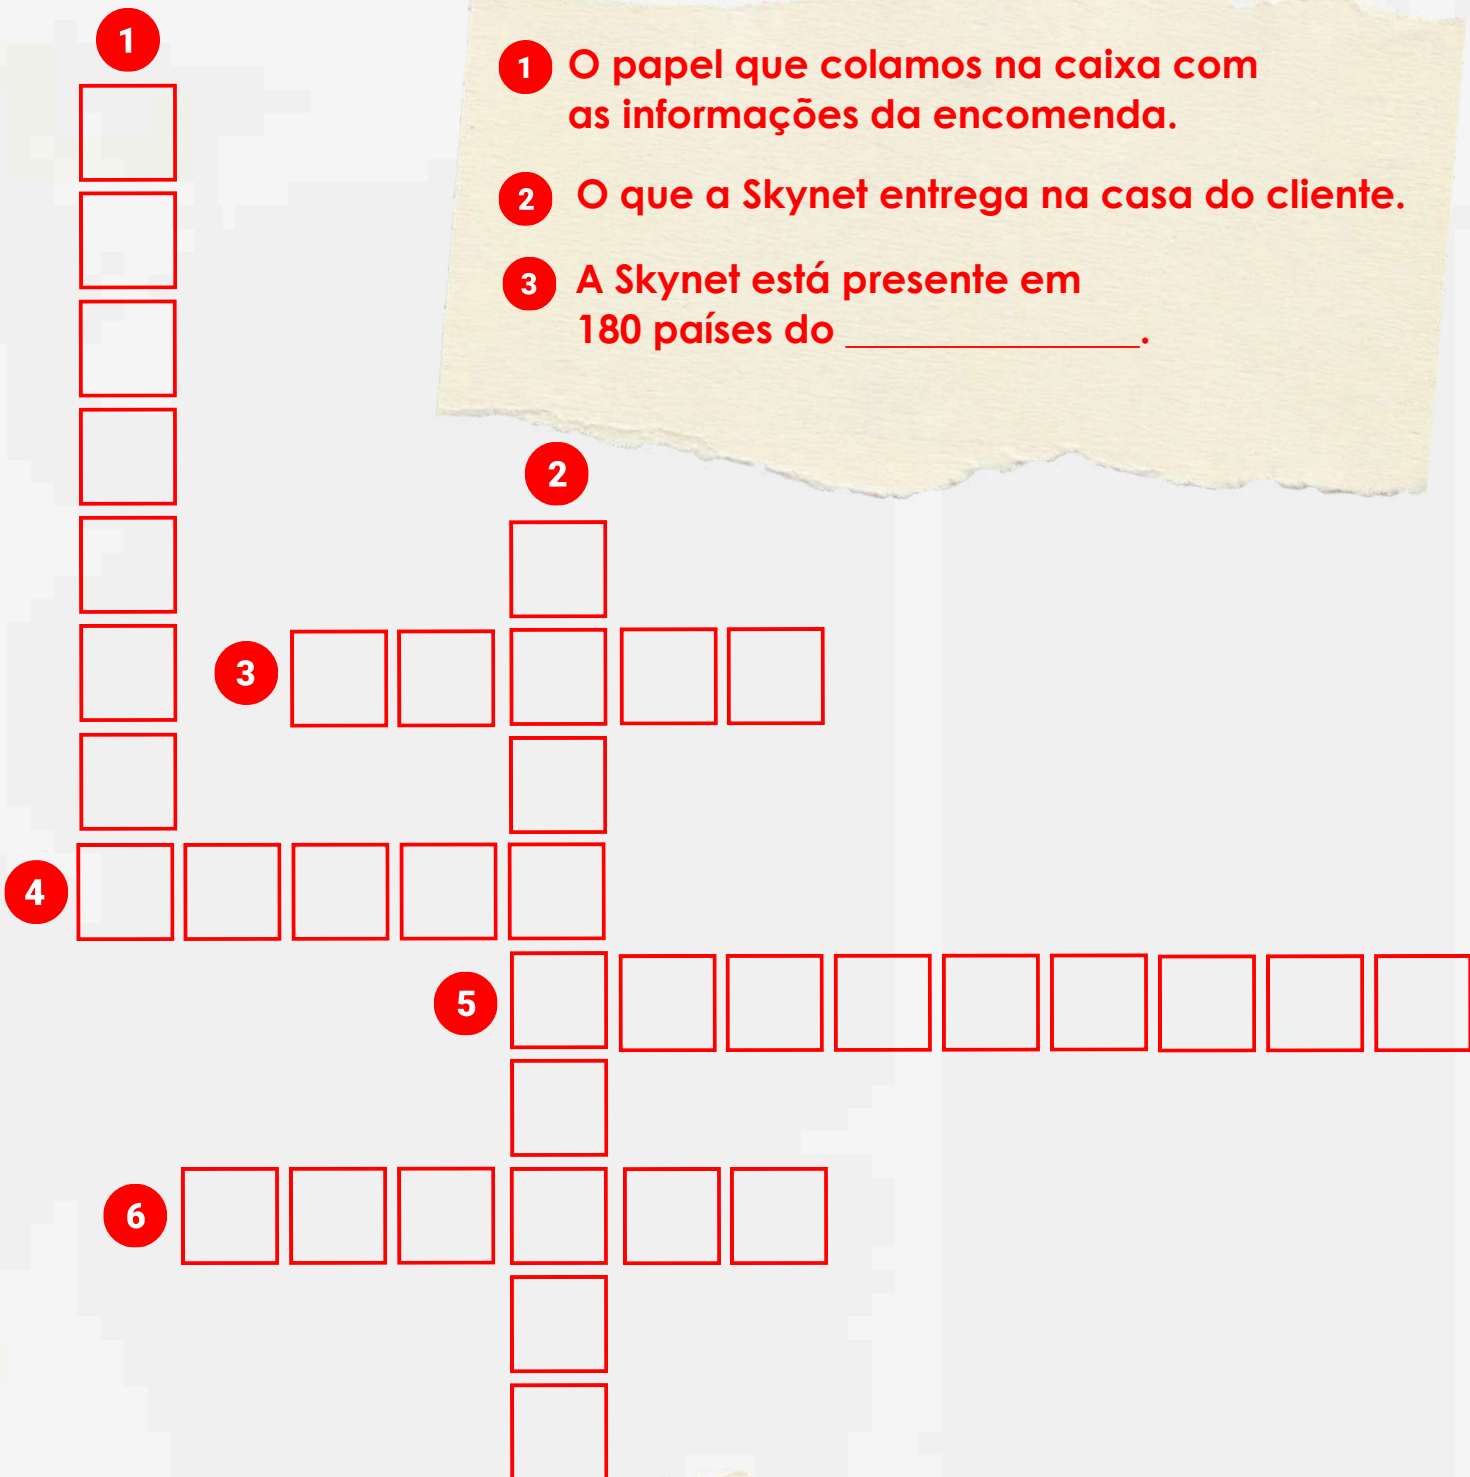 1
1 O papel que colamos na caixa com
as informações da encomenda.
2 O que a Skynet entrega na casa do cliente.
3 A Skynet está presente em
180 países do ______________.
2
3
4
5
6